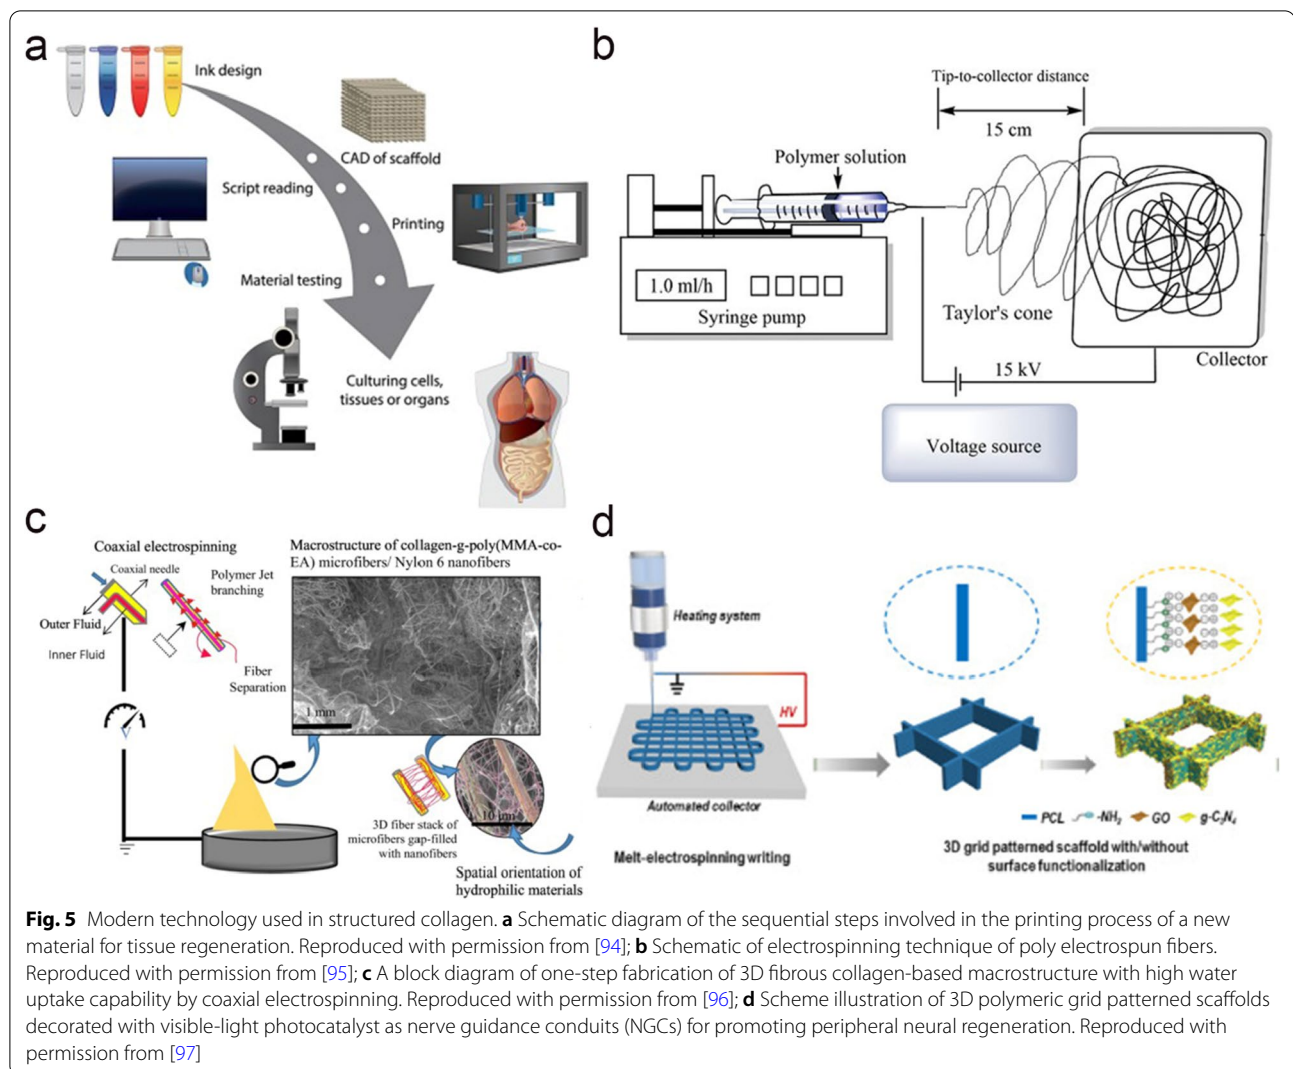 a
Ink design
CAD of scaffold
Script reading
Printing
Material testing
Culturing cells,
tissues or organs
b
Tip-to-collector distance
15 cm
Polymer solution
1.0 ml/h
Syringe pump
Taylor's cone
Collector
15 kV
Voltage source
c
Coaxial electrospinning
Coaxial needle
Polymer Jet
branching
Outer Fluid
Inner Fluid
Fiber
Separation
Macrostructure of collagen-g-poly(MMA-co-
EA) microfibers/ Nylon 6 nanofibers
1 mm
10 µm
3D fiber stack of
microfibers gap-filled
with nanofibers
Spatial orientation of
hydrophilic materials
d
Heating system
HV
Automated collector
Melt-electrospinning writing
PCL -NH₂ GO g-C₃N₄
3D grid patterned scaffold with/without
surface functionalization
Fig. 5 Modern technology used in structured collagen. a Schematic diagram of the sequential steps involved in the printing process of a new
material for tissue regeneration. Reproduced with permission from [94]; b Schematic of electrospinning technique of poly electrospun fibers.
Reproduced with permission from [95]; c A block diagram of one-step fabrication of 3D fibrous collagen-based macrostructure with high water
uptake capability by coaxial electrospinning. Reproduced with permission from [96]; d Scheme illustration of 3D polymeric grid patterned scaffolds
decorated with visible-light photocatalyst as nerve guidance conduits (NGCs) for promoting peripheral neural regeneration. Reproduced with
permission from [97]